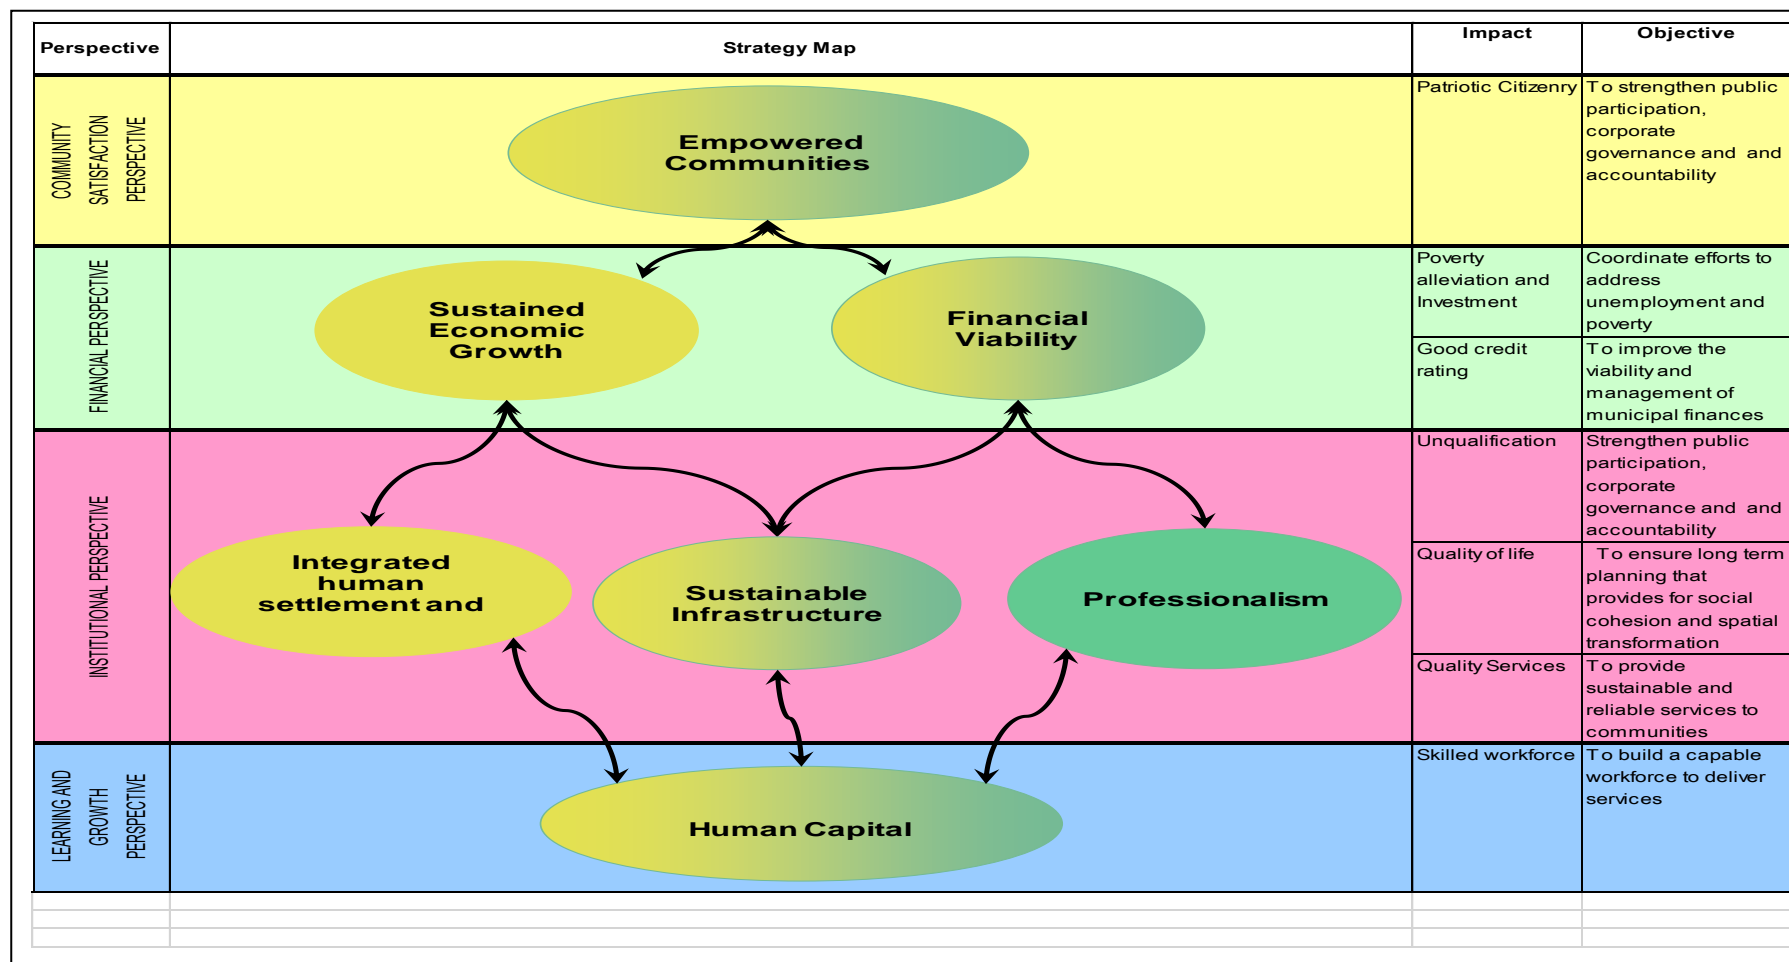 Perspective
Strategy Map
Impact
Objective
COMMUNITY
SATISFACTION
PERSPECTIVE
Empowered
Communities
Patriotic Citizenry
To strengthen public
participation,
corporate
governance and and
accountability
FINANCIAL PERSPECTIVE
Sustained
Economic
Growth
Financial
Viability
Poverty
alleviation and
Investment
Coordinate efforts to
address
unemployment and
poverty
Good credit
rating
To improve the
viability and
management of
municipal finances
INSTITUTIONAL PERSPECTIVE
Integrated
human
settlement and
Sustainable
Infrastructure
Professionalism
Unqualification
Strengthen public
participation,
corporate
governance and and
accountability
Quality of life
To ensure long term
planning that
provides for social
cohesion and spatial
transformation
Quality Services
To provide
sustainable and
reliable services to
communities
LEARNING AND
GROWTH
PERSPECTIVE
Human Capital
Skilled workforce
To build a capable
workforce to deliver
services